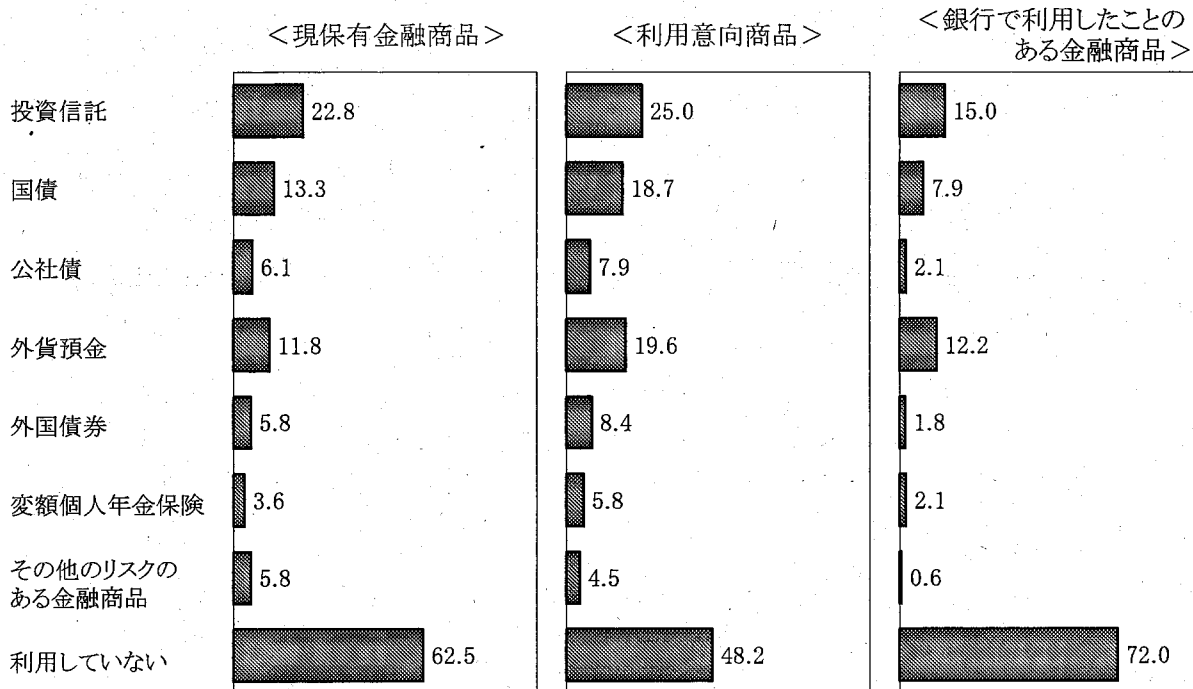 ＜現保有金融商品＞
＜利用意向商品＞
＜銀行で利用したことの
ある金融商品＞
投資信託 22.8 25.0 15.0
国債 13.3 18.7 7.9
公社債 6.1 7.9 2.1
外貨預金 11.8 19.6 12.2
外国債券 5.8 8.4 1.8
変額個人年金保険 3.6 5.8 2.1
その他のリスクの
ある金融商品 5.8 4.5 0.6
利用していない 62.5 48.2 72.0